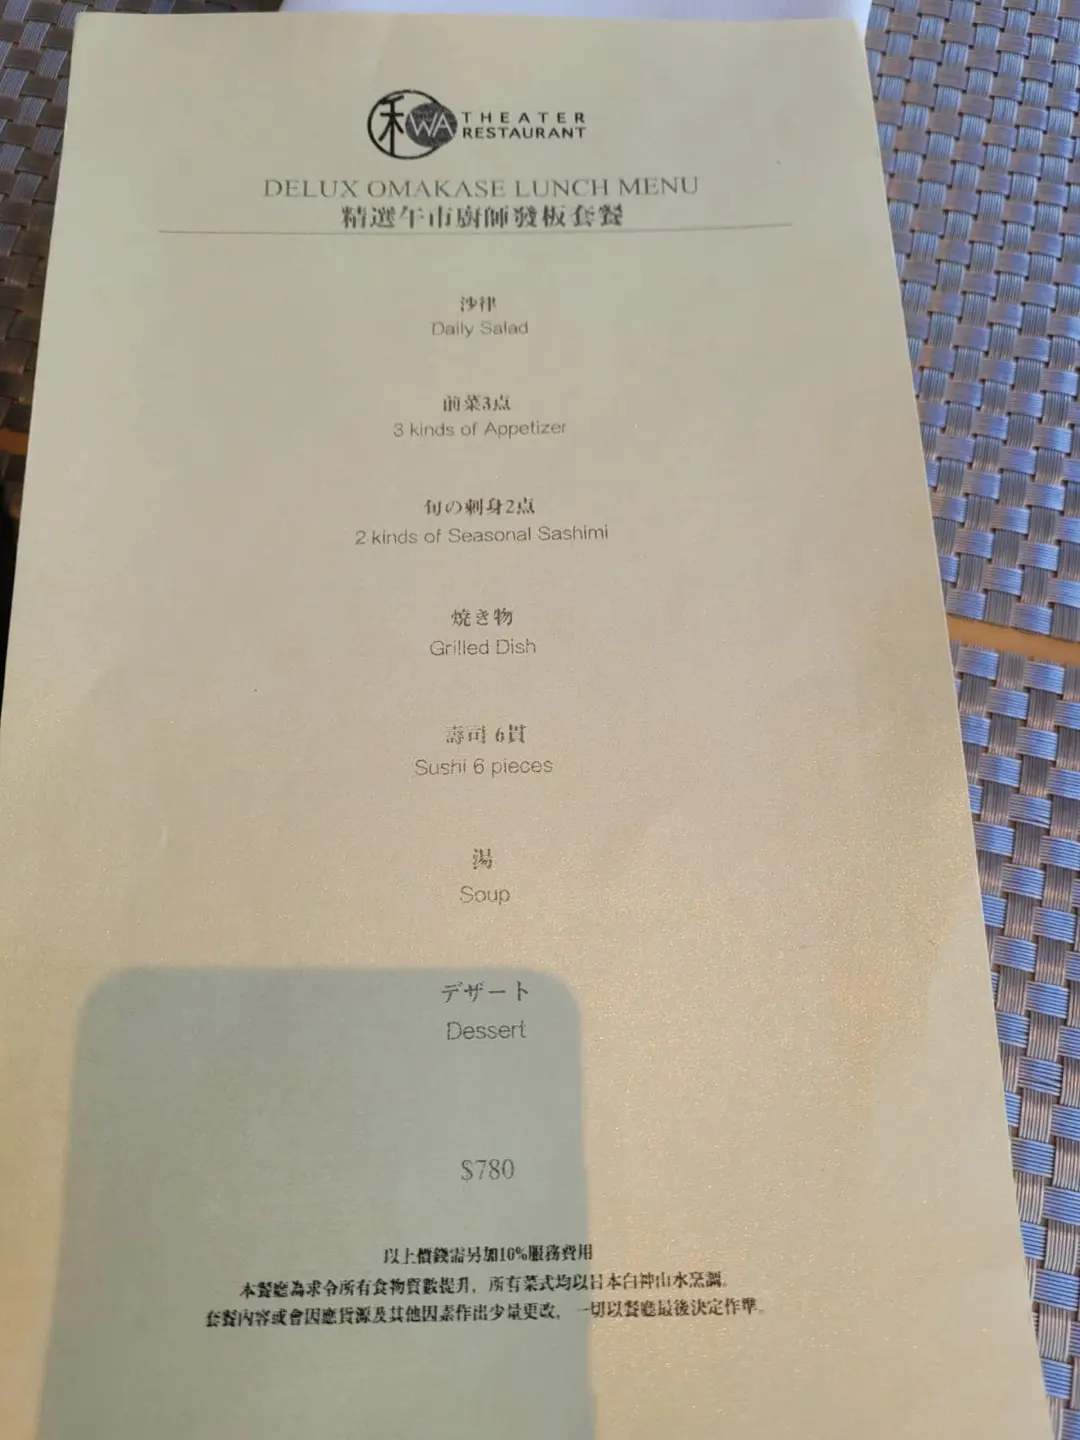 和 WA THEATER
RESTAURANT
DELUX OMAKASE LUNCH MENU
精選午市廚師發板套餐
沙律
Daily Salad
前菜3点
3 kinds of Appetizer
旬の刺身2点
2 kinds of Seasonal Sashimi
焼き物
Grilled Dish
壽司 6貫
Sushi 6 pieces
湯
Soup
デザート
Dessert
$780
以上價錢需另加10%服務費用
本餐廳為求令所有食物質數提升，所有菜式均以日本白神山水烹調。
套餐內容或會因應貨源及其他因素作出少量更改，一切以餐廳最後決定作準。